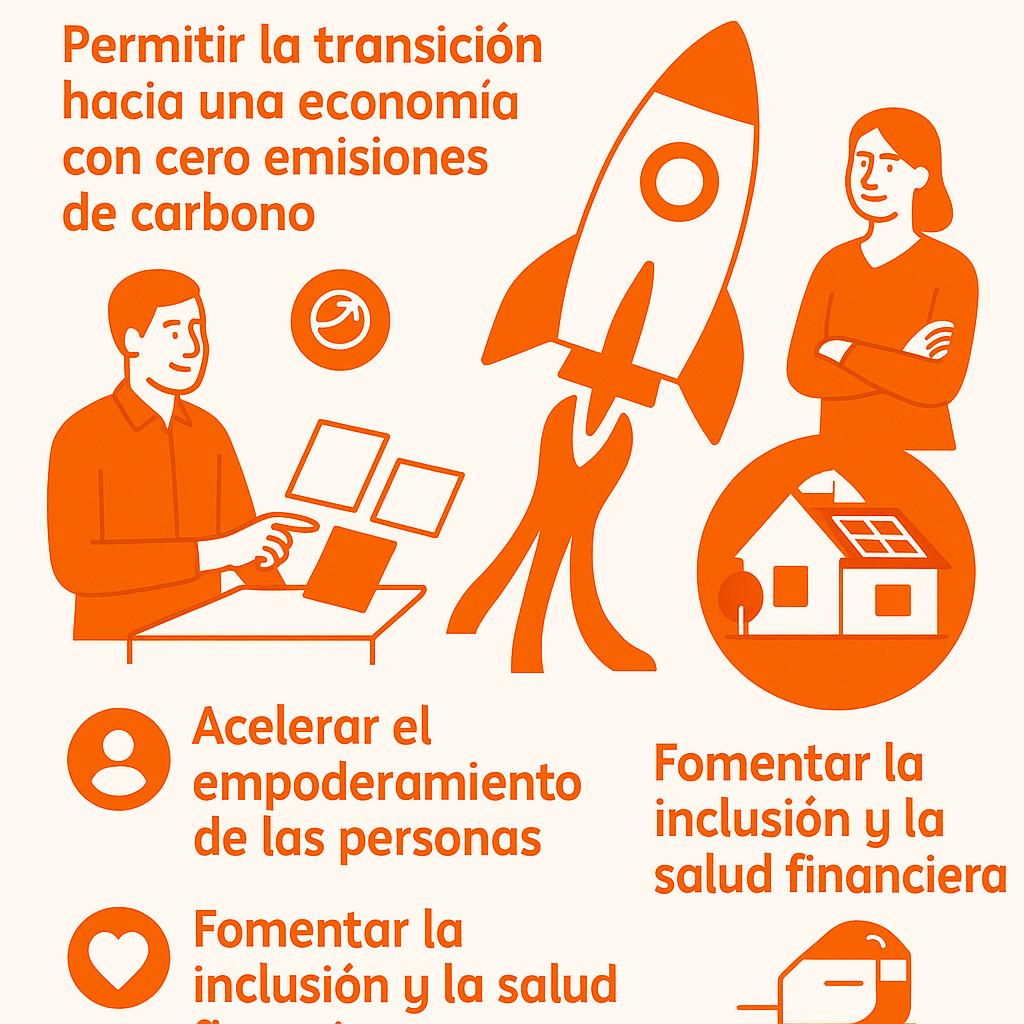 Permitir la transición
hacia una economía
con cero emisiones
de carbono
Acelerar el
empoderamiento
de las personas
Fomentar la
inclusión y la
salud financiera
Fomentar la
inclusión y la salud